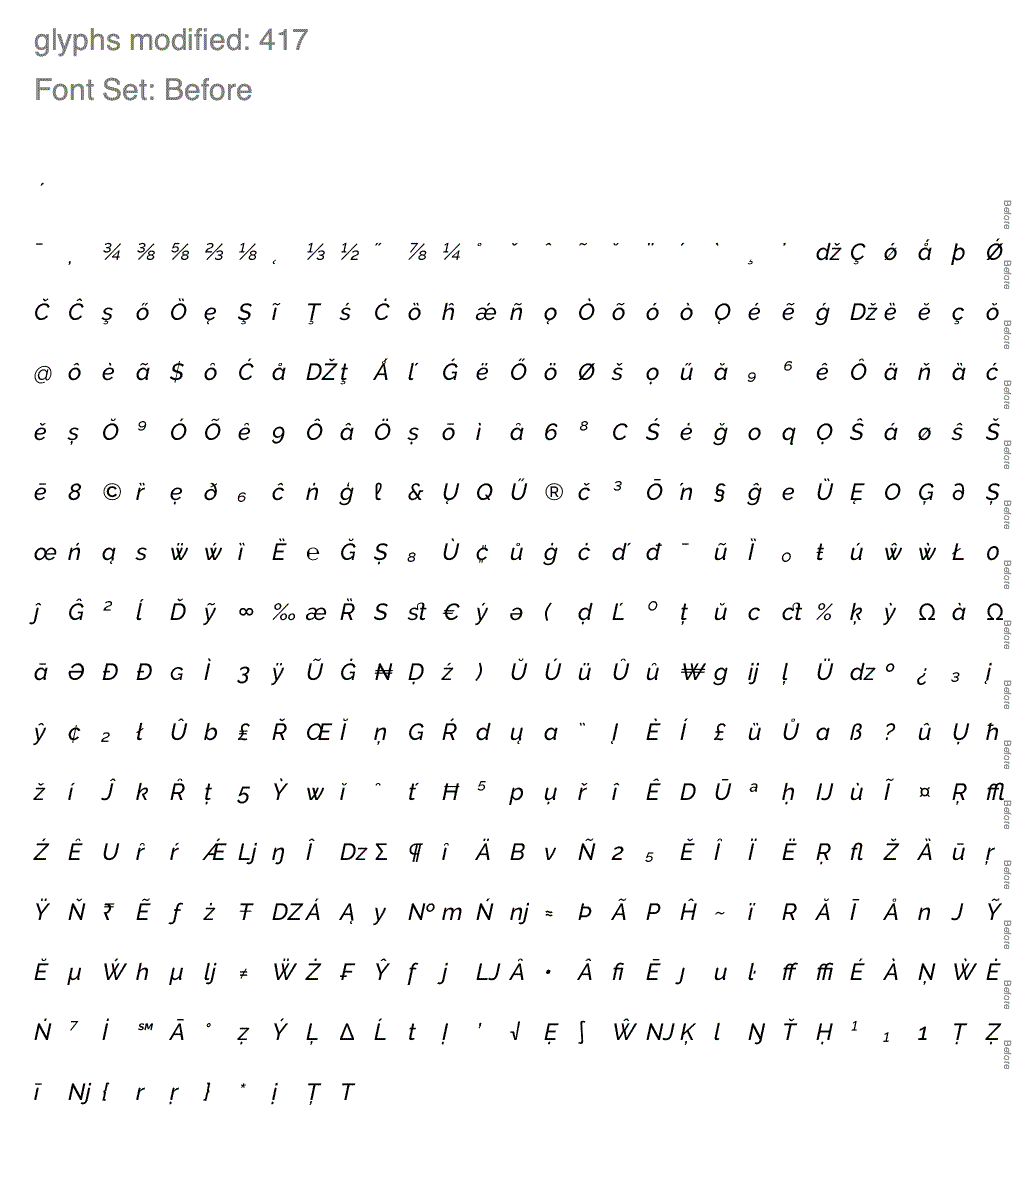 glyphs modified: 417
Font Set: Before
´
Before
¯ ¾ ⅜ ⅝ ⅔ ⅛ ˛ ⅓ ½ ˝ ⅞ ¼ ˚ ˇ ˆ ˜ ˘ ¨ ´ ` ¸ ˙ dž Ç ǿ ǻ þ Ǿ
Before
Č Ĉ ş ő Ȍ ę Ş ĩ Ţ ś Ċ ȍ ĥ ǽ ñ ǫ Ò õ ó ò Ǫ é ẽ ǵ Dž ȅ ĕ ç ŏ
Before
@ ô è ã $ ô Ć å DŽ ţ Ǻ ľ Ǵ ë Ő ö Ø š ọ ű ă ₉ ⁶ ê Ô ä ň ȁ ć
Before
ě ș Ŏ ⁹ Ó Õ ê 9 Ô â Ö ṣ ō ì â 6 ⁸ C Ś ė ğ o q Ọ Ŝ á ø ŝ Š
Before
ē 8 © ȑ ẹ ð ₆ ĉ ṅ ģ ℓ & Ų Q Ű ® č ³ Ō ŉ § ĝ e Ȕ Ẹ O Ģ ∂ Ș
Before
œ ń ą s ẅ ẃ ȉ Ȅ ℮ Ğ Ṣ ₈ Ù ₵ ů ġ ċ ď đ ¯ ũ Ȉ ₀ ŧ ú ŵ ẁ Ł 0
Before
ĵ Ĝ ² ĺ Ď ỹ ∞ ‰ æ Ȑ S st € ý ə ( ḍ Ľ ⁰ ț ŭ c ct % ķ ỳ Ω à Ω
Before
ā Ə Đ Ð G Ì 3 ÿ Ũ Ġ ₦ Ḍ ź ) Ŭ Ú ü Û û ₩ g ij ļ Ü dz º ¿ ₃ į
Before
ŷ ¢ ₂ ł Û b ₤ Ř Œ Ĭ ņ G Ŕ d ų a Į È Í £ ȕ Ů a ß ? û Ụ ħ
Before
ž í Ĵ k Ȓ ṭ 5 Ỳ w ĭ ť Ħ ⁵ p ụ ř î Ê D Ū ª ḥ IJ ù Ĩ ¤ Ṛ ffl
Before
Ź Ê U ȓ ŕ Ǽ Lj ŋ Î Dz Σ ¶ î Ä B v Ñ 2 ₅ Ĕ Î Ï Ë Ŗ fl Ž Ȁ ū ŗ
Before
Ÿ Ň ₹ Ẽ ƒ ż Ŧ DZ Á Ą y Nº m Ń nj ≈ Þ Ã P Ĥ ~ ï R Ă Ī Å n J Ỹ
Before
Ě µ Ẃ h μ lj ≠ Ẅ Ż ₣ Ŷ f j LJ Â • Â fi Ē ȷ u ŀ ff ffi É À Ņ Ẁ Ė
Before
Ṅ ⁷ İ ℠ Ā ° ẓ Ý Ļ ∆ Ĺ t Ị ' √ Ẹ ∫ Ŵ NJ Ķ l Ŋ Ť Ḥ ¹ ₁ 1 Ṭ Ẓ
Before
ī Nj { r ṛ } * ị Ț T